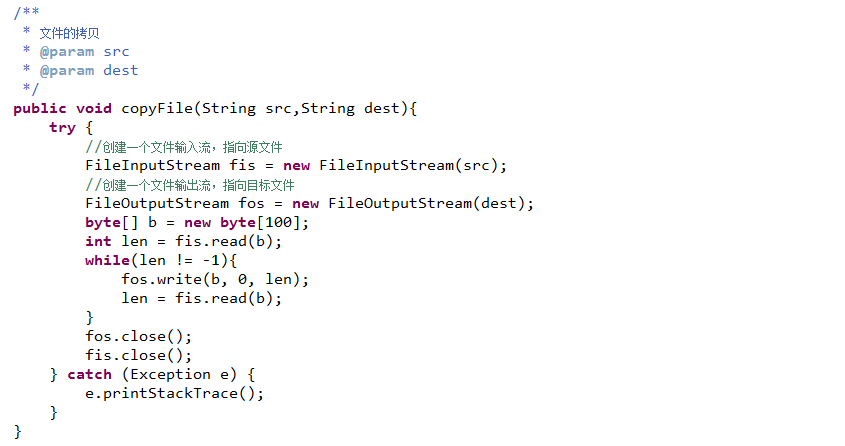 /**
 * 文件的拷贝
 * @param src
 * @param dest
 */
public void copyFile(String src,String dest){
    try {
        //创建一个文件输入流，指向源文件
        FileInputStream fis = new FileInputStream(src);
        //创建一个文件输出流，指向目标文件
        FileOutputStream fos = new FileOutputStream(dest);
        byte[] b = new byte[100];
        int len = fis.read(b);
        while(len != -1){
            fos.write(b, 0, len);
            len = fis.read(b);
        }
        fos.close();
        fis.close();
    } catch (Exception e) {
        e.printStackTrace();
    }
}